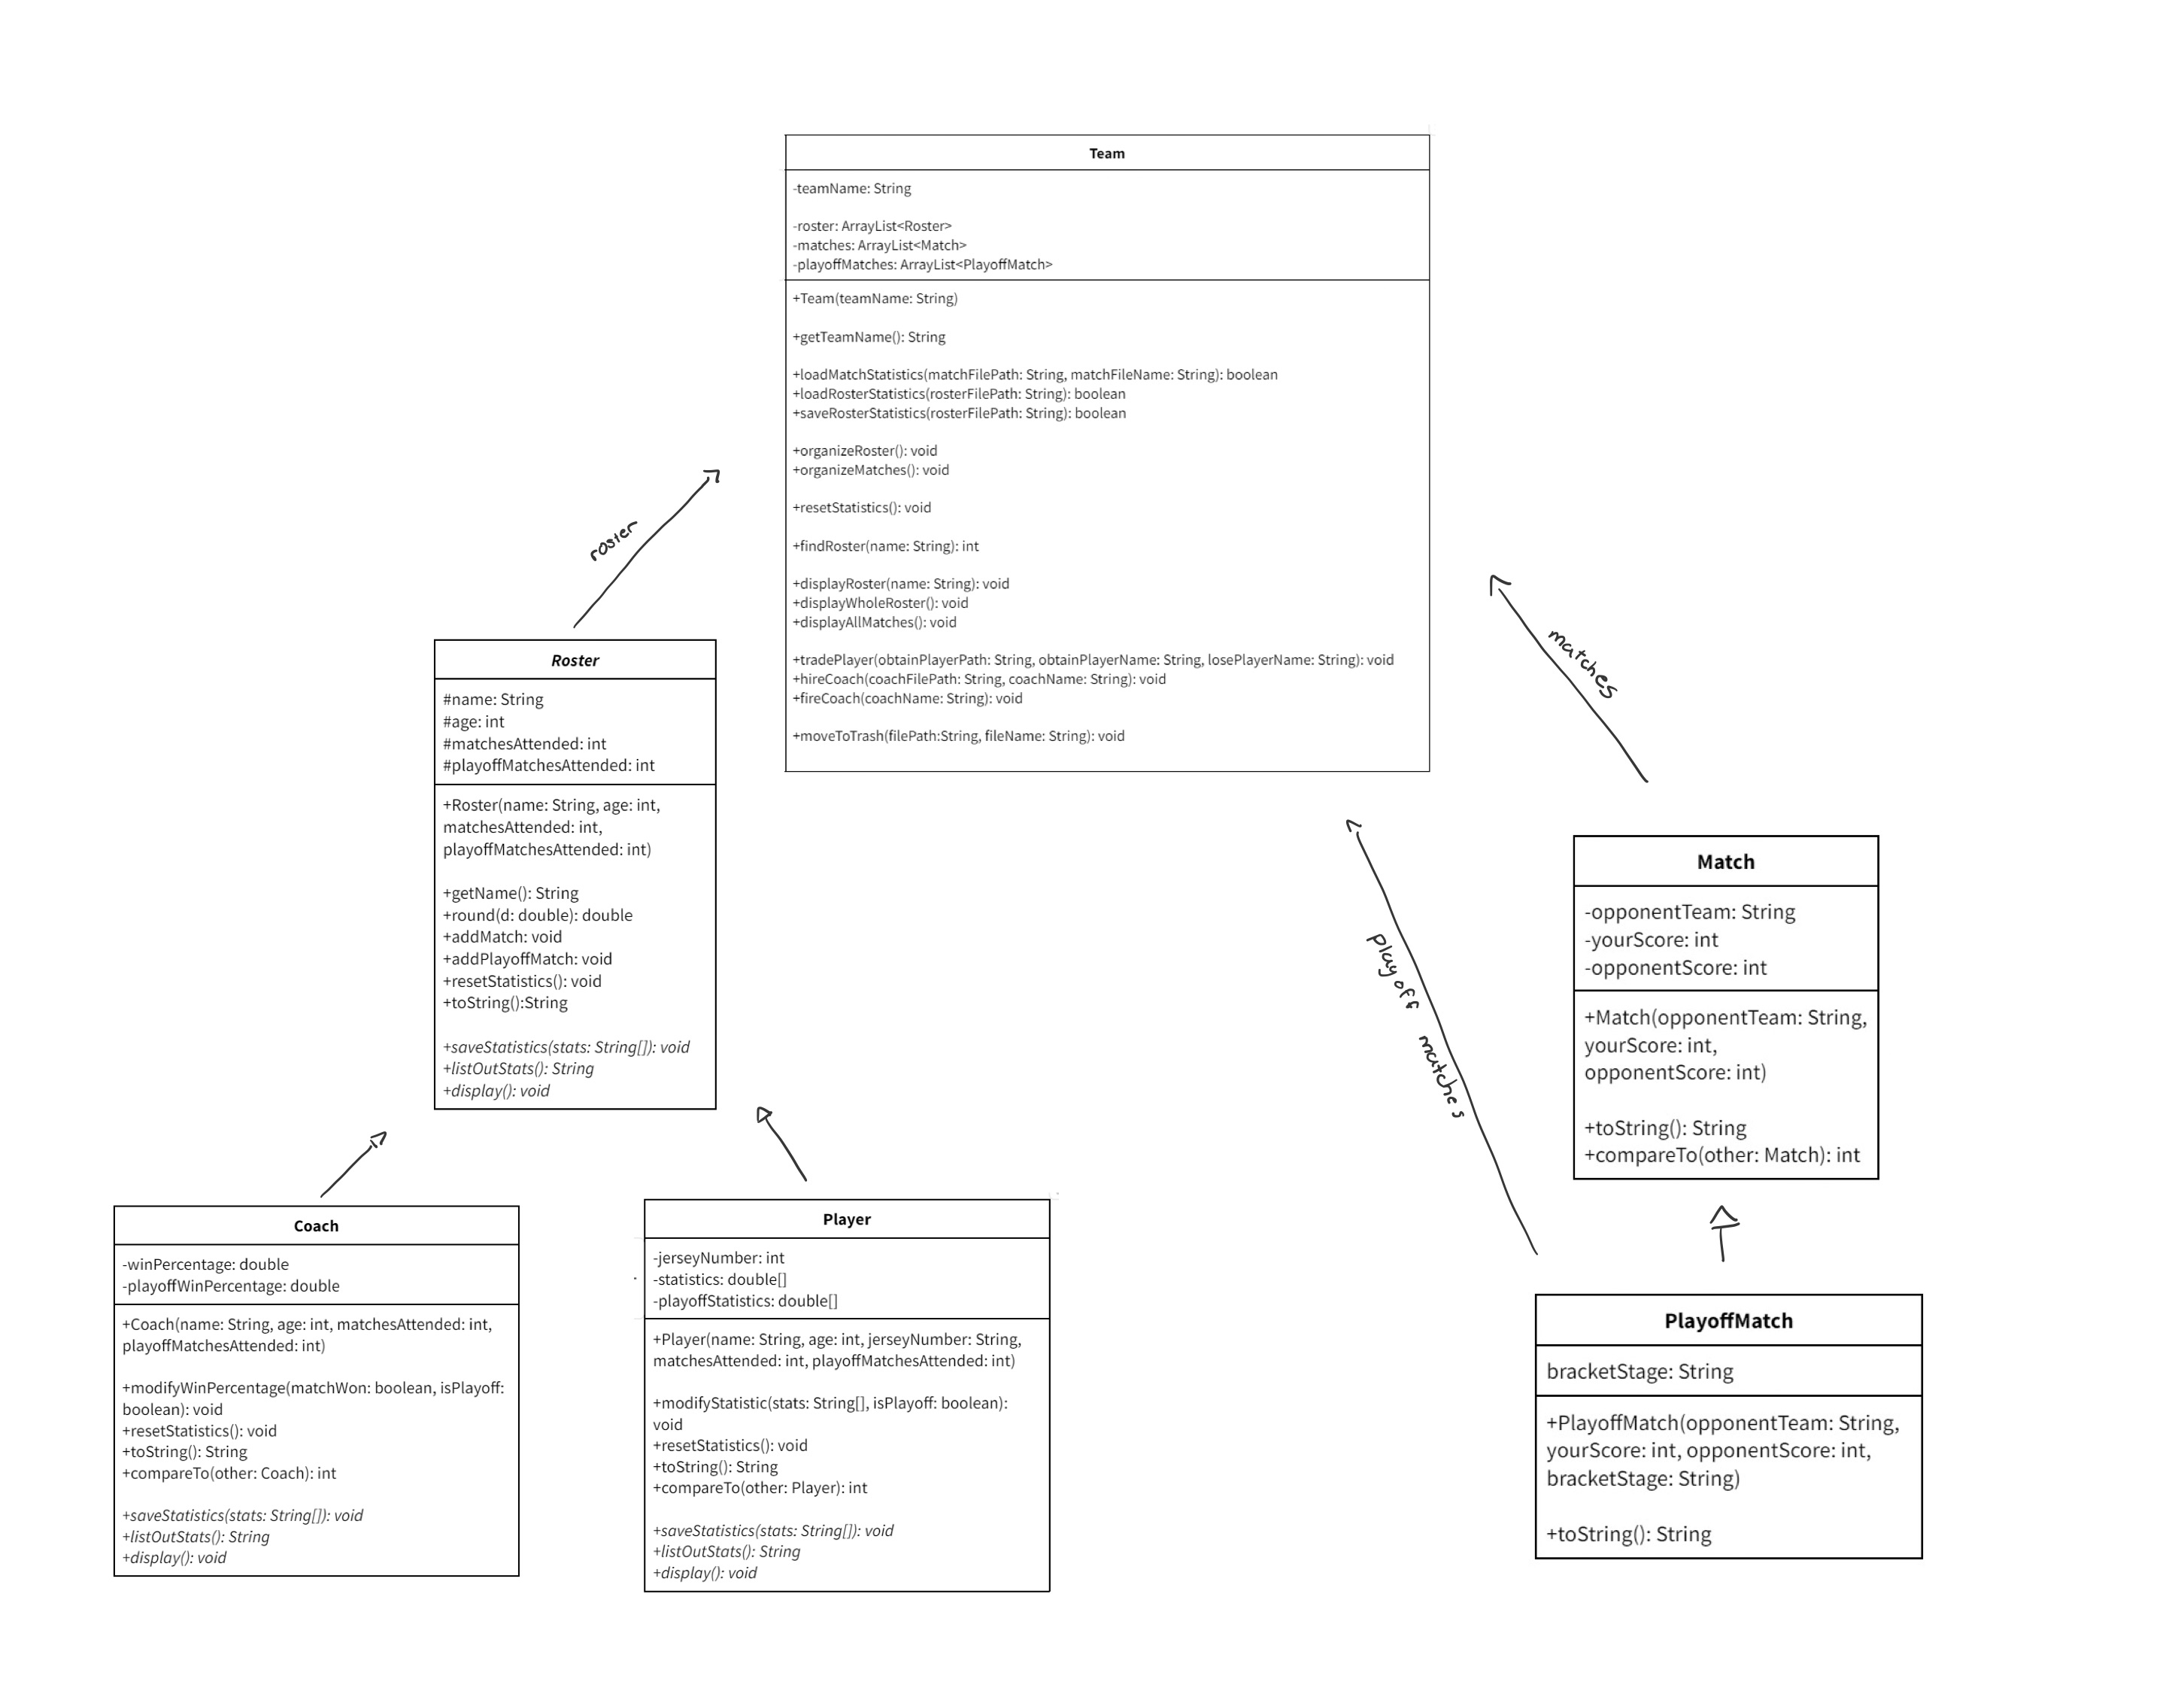 Team
-teamName: String
-roster: ArrayList<Roster>
-matches: ArrayList<Match>
-playoffMatches: ArrayList<PlayoffMatch>
+Team(teamName: String)
+getTeamName(): String
+loadMatchStatistics(matchFilePath: String, matchFileName: String): boolean
+loadRosterStatistics(rosterFilePath: String): boolean
+saveRosterStatistics(rosterFilePath: String): boolean
+organizeRoster(): void
+organizeMatches(): void
+resetStatistics(): void
+findRoster(name: String): int
+displayRoster(name: String): void
+displayWholeRoster(): void
+displayAllMatches(): void
+tradePlayer(obtainPlayerPath: String, obtainPlayerName: String, losePlayerName: String): void
+hireCoach(coachFilePath: String, coachName: String): void
+fireCoach(coachName: String): void
+moveToTrash(filePath:String, fileName: String): void
roster
matches
playoff matches
Roster
#name: String
#age: int
#matchesAttended: int
#playoffMatchesAttended: int
+Roster(name: String, age: int,
matchesAttended: int,
playoffMatchesAttended: int)
+getName(): String
+round(d: double): double
+addMatch: void
+addPlayoffMatch: void
+resetStatistics(): void
+toString():String
+saveStatistics(stats: String[]): void
+listOutStats(): String
+display(): void
Match
-opponentTeam: String
-yourScore: int
-opponentScore: int
+Match(opponentTeam: String,
yourScore: int,
opponentScore: int)
+toString(): String
+compareTo(other: Match): int
Coach
-winPercentage: double
-playoffWinPercentage: double
+Coach(name: String, age: int, matchesAttended: int,
playoffMatchesAttended: int)
+modifyWinPercentage(matchWon: boolean, isPlayoff:
boolean): void
+resetStatistics(): void
+toString(): String
+compareTo(other: Coach): int
+saveStatistics(stats: String[]): void
+listOutStats(): String
+display(): void
Player
-jerseyNumber: int
-statistics: double[]
-playoffStatistics: double[]
+Player(name: String, age: int, jerseyNumber: String,
matchesAttended: int, playoffMatchesAttended: int)
+modifyStatistic(stats: String[], isPlayoff: boolean):
void
+resetStatistics(): void
+toString(): String
+compareTo(other: Player): int
+saveStatistics(stats: String[]): void
+listOutStats(): String
+display(): void
PlayoffMatch
bracketStage: String
+PlayoffMatch(opponentTeam: String,
yourScore: int, opponentScore: int,
bracketStage: String)
+toString(): String